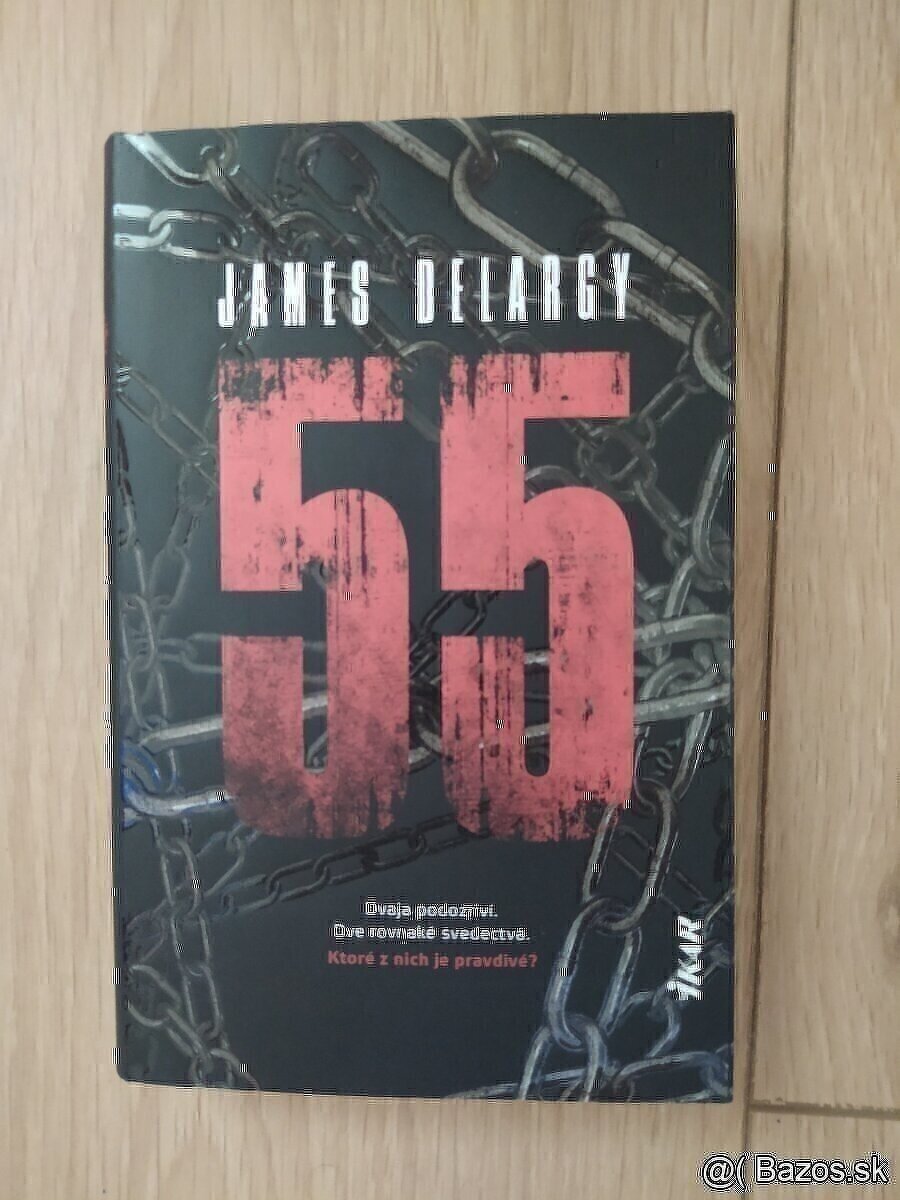 JAMES DELARGY
55
Dvaja podozriví.
Dve rovnaké svedectvá.
Ktoré z nich je pravdivé?
IKAR
@( Bazos.sk